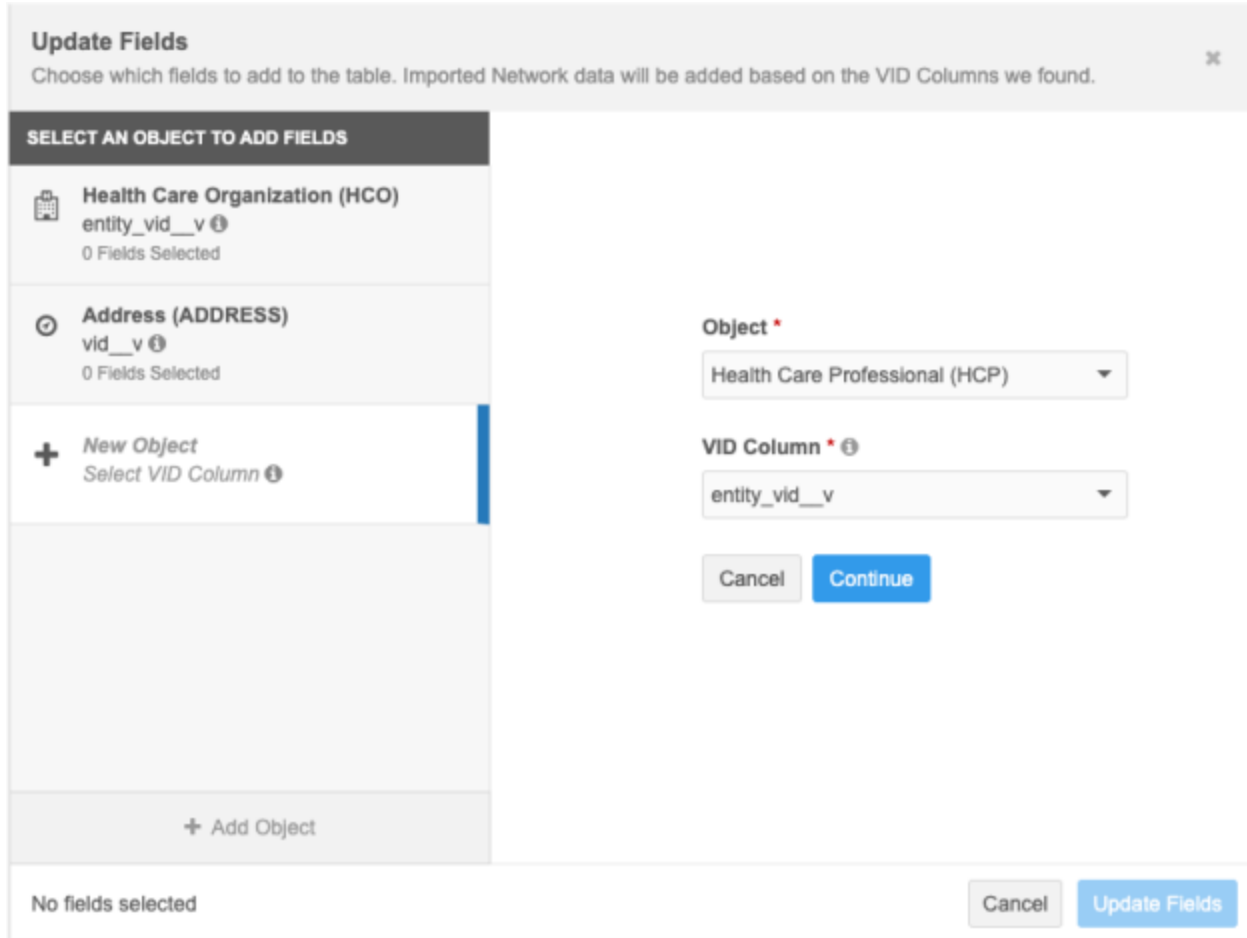 Update Fields
Choose which fields to add to the table. Imported Network data will be added based on the VID Columns we found.
SELECT AN OBJECT TO ADD FIELDS
Health Care Organization (HCO)
entity_vid__v
0 Fields Selected
Address (ADDRESS)
vid__v
0 Fields Selected
New Object
Select VID Column
+ Add Object
Object *
Health Care Professional (HCP)
VID Column *
entity_vid__v
Cancel Continue
No fields selected
Cancel Update Fields